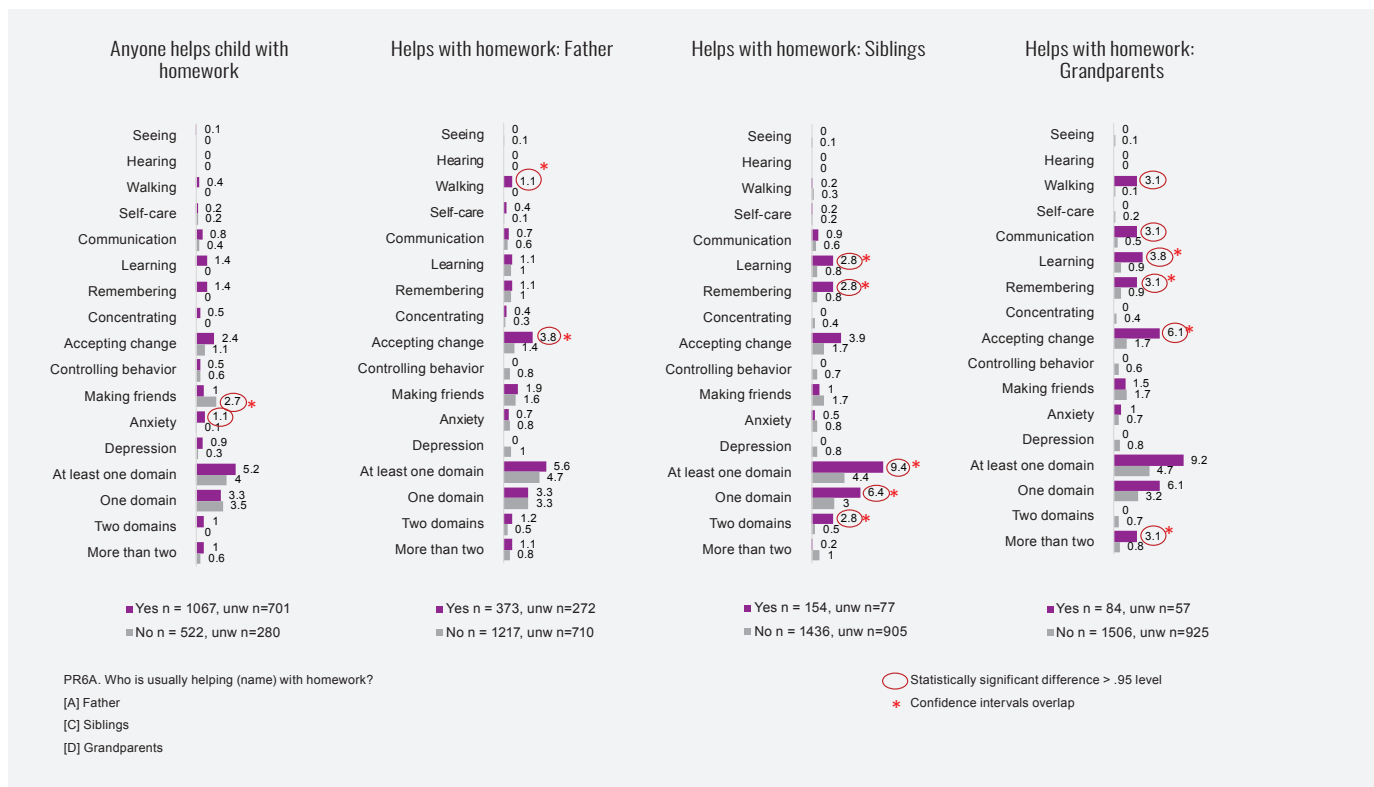 Anyone helps child with
homework
Seeing 0.1
0
Hearing 0
0
Walking 0.4
0
Self-care 0.2
0.2
Communication 0.8
0.4
Learning 1.4
0
Remembering 1.4
0
Concentrating 0.5
0
Accepting change 2.4
1.1
Controlling behavior 0.5
0.6
Making friends 1
2.7 *
Anxiety 1.1
0.1
Depression 0.9
0.3
At least one domain 5.2
4
One domain 3.3
3.5
Two domains 1
0
More than two 1
0.6
Yes n = 1067, unw n=701
No n = 522, unw n=280
Helps with homework: Father
Seeing 0
0.1
Hearing 0
0
Walking 1.1 *
0
Self-care 0.4
0.1
Communication 0.7
0.6
Learning 1.1
1
Remembering 1.1
1
Concentrating 0.4
0.3
Accepting change 3.8 *
1.4
Controlling behavior 0
0.8
Making friends 1.9
1.6
Anxiety 0.7
0.8
Depression 0
1
At least one domain 5.6
4.7
One domain 3.3
3.3
Two domains 1.2
0.5
More than two 1.1
0.8
Yes n = 373, unw n=272
No n = 1217, unw n=710
Helps with homework: Siblings
Seeing 0
0.1
Hearing 0
0
Walking 0.2
0.3
Self-care 0.2
0.2
Communication 0.9
0.6
Learning 2.8 *
0.8
Remembering 2.8 *
0.8
Concentrating 0
0.4
Accepting change 3.9
1.7
Controlling behavior 0
0.7
Making friends 1
1.7
Anxiety 0.5
0.8
Depression 0
0.8
At least one domain 9.4 *
4.4
One domain 6.4 *
3
Two domains 2.8 *
0.5
More than two 0.2
1
Yes n = 154, unw n=77
No n = 1436, unw n=905
Helps with homework:
Grandparents
Seeing 0
0.1
Hearing 0
0
Walking 3.1
0.1
Self-care 0
0.2
Communication 3.1
0.5
Learning 3.8 *
0.9
Remembering 3.1 *
0.9
Concentrating 0
0.4
Accepting change 6.1 *
1.7
Controlling behavior 0
0.6
Making friends 1.5
1.7
Anxiety 1
0.7
Depression 0
0.8
At least one domain 9.2
4.7
One domain 6.1
3.2
Two domains 0
0.7
More than two 3.1 *
0.8
Yes n = 84, unw n=57
No n = 1506, unw n=925
PR6A. Who is usually helping (name) with homework?
[A] Father
[C] Siblings
[D] Grandparents
Statistically significant difference > .95 level
* Confidence intervals overlap